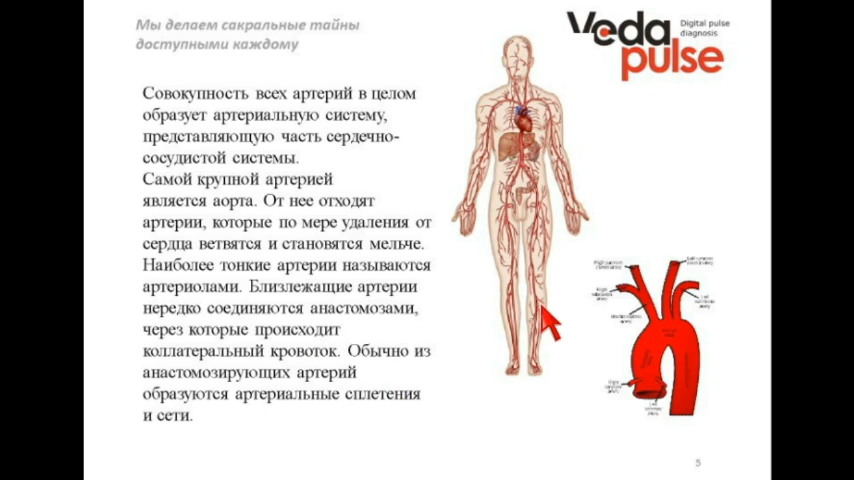 Мы делаем сакральные тайны
доступными каждому
Veda
pulse
Digital pulse
diagnosis
Совокупность всех артерий в целом
образует артериальную систему,
представляющую часть сердечно-
сосудистой системы.
Самой крупной артерией
является аорта. От нее отходят
артерии, которые по мере удаления от
сердца ветвятся и становятся мельче.
Наиболее тонкие артерии называются
артериолами. Близлежащие артерии
нередко соединяются анастомозами,
через которые происходит
коллатеральный кровоток. Обычно из
анастомозирующих артерий
образуются артериальные сплетения
и сети.
5